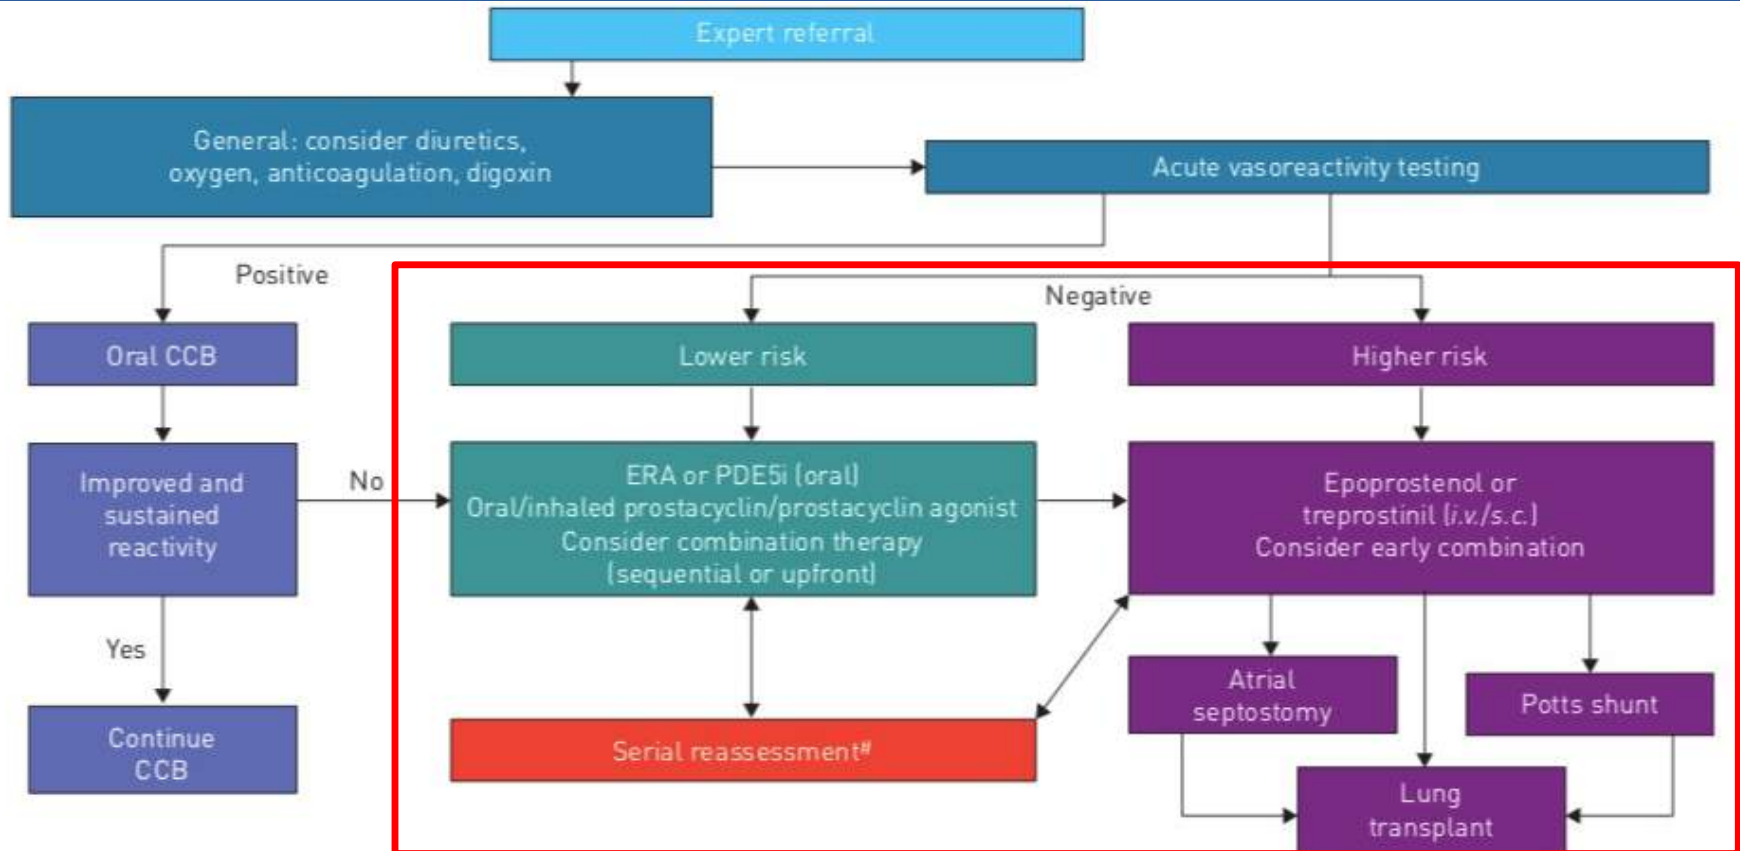 Expert referral
General: consider diuretics,
oxygen, anticoagulation, digoxin
Acute vasoreactivity testing
Positive
Negative
Oral CCB
Lower risk
Higher risk
Improved and
sustained
reactivity
No
ERA or PDE5i (oral)
Oral/inhaled prostacyclin/prostacyclin agonist
Consider combination therapy
(sequential or upfront)
Epoprostenol or
treprostinil (i.v./s.c.)
Consider early combination
Yes
Atrial
septostomy
Potts shunt
Continue
CCB
Serial reassessment#
Lung
transplant